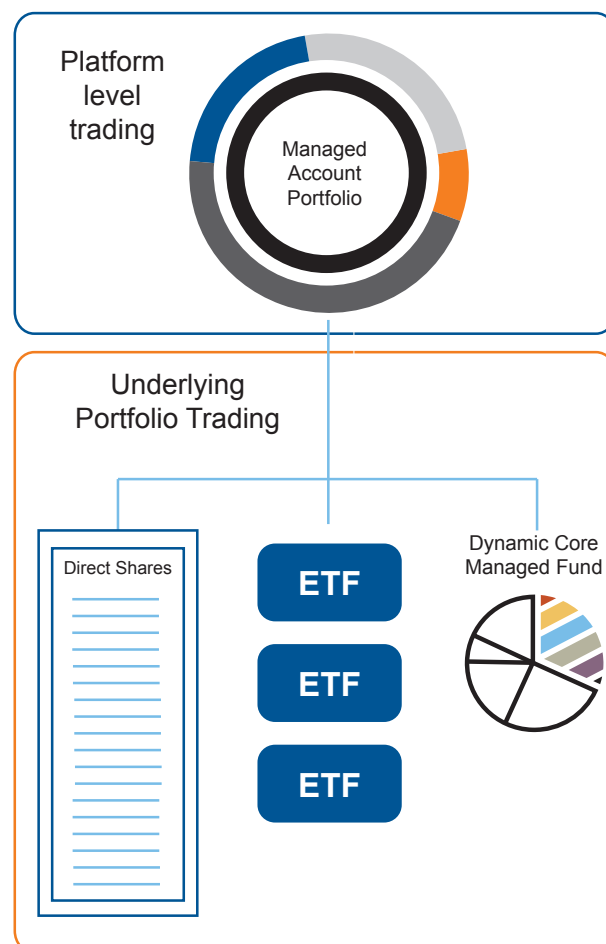 Platform
level
trading
Managed
Account
Portfolio
Underlying
Portfolio Trading
Direct Shares
ETF
ETF
ETF
Dynamic Core
Managed Fund